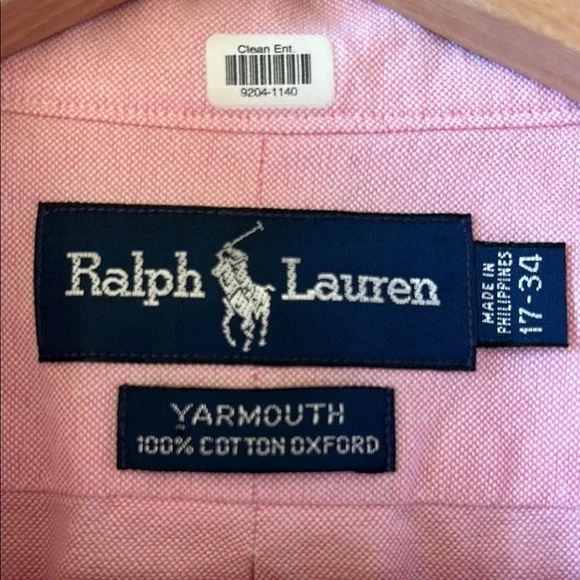 Clean Ent.
9204-1140
Ralph Lauren
MADE IN
PHILIPPINES
17-34
YARMOUTH
100% COTTON OXFORD